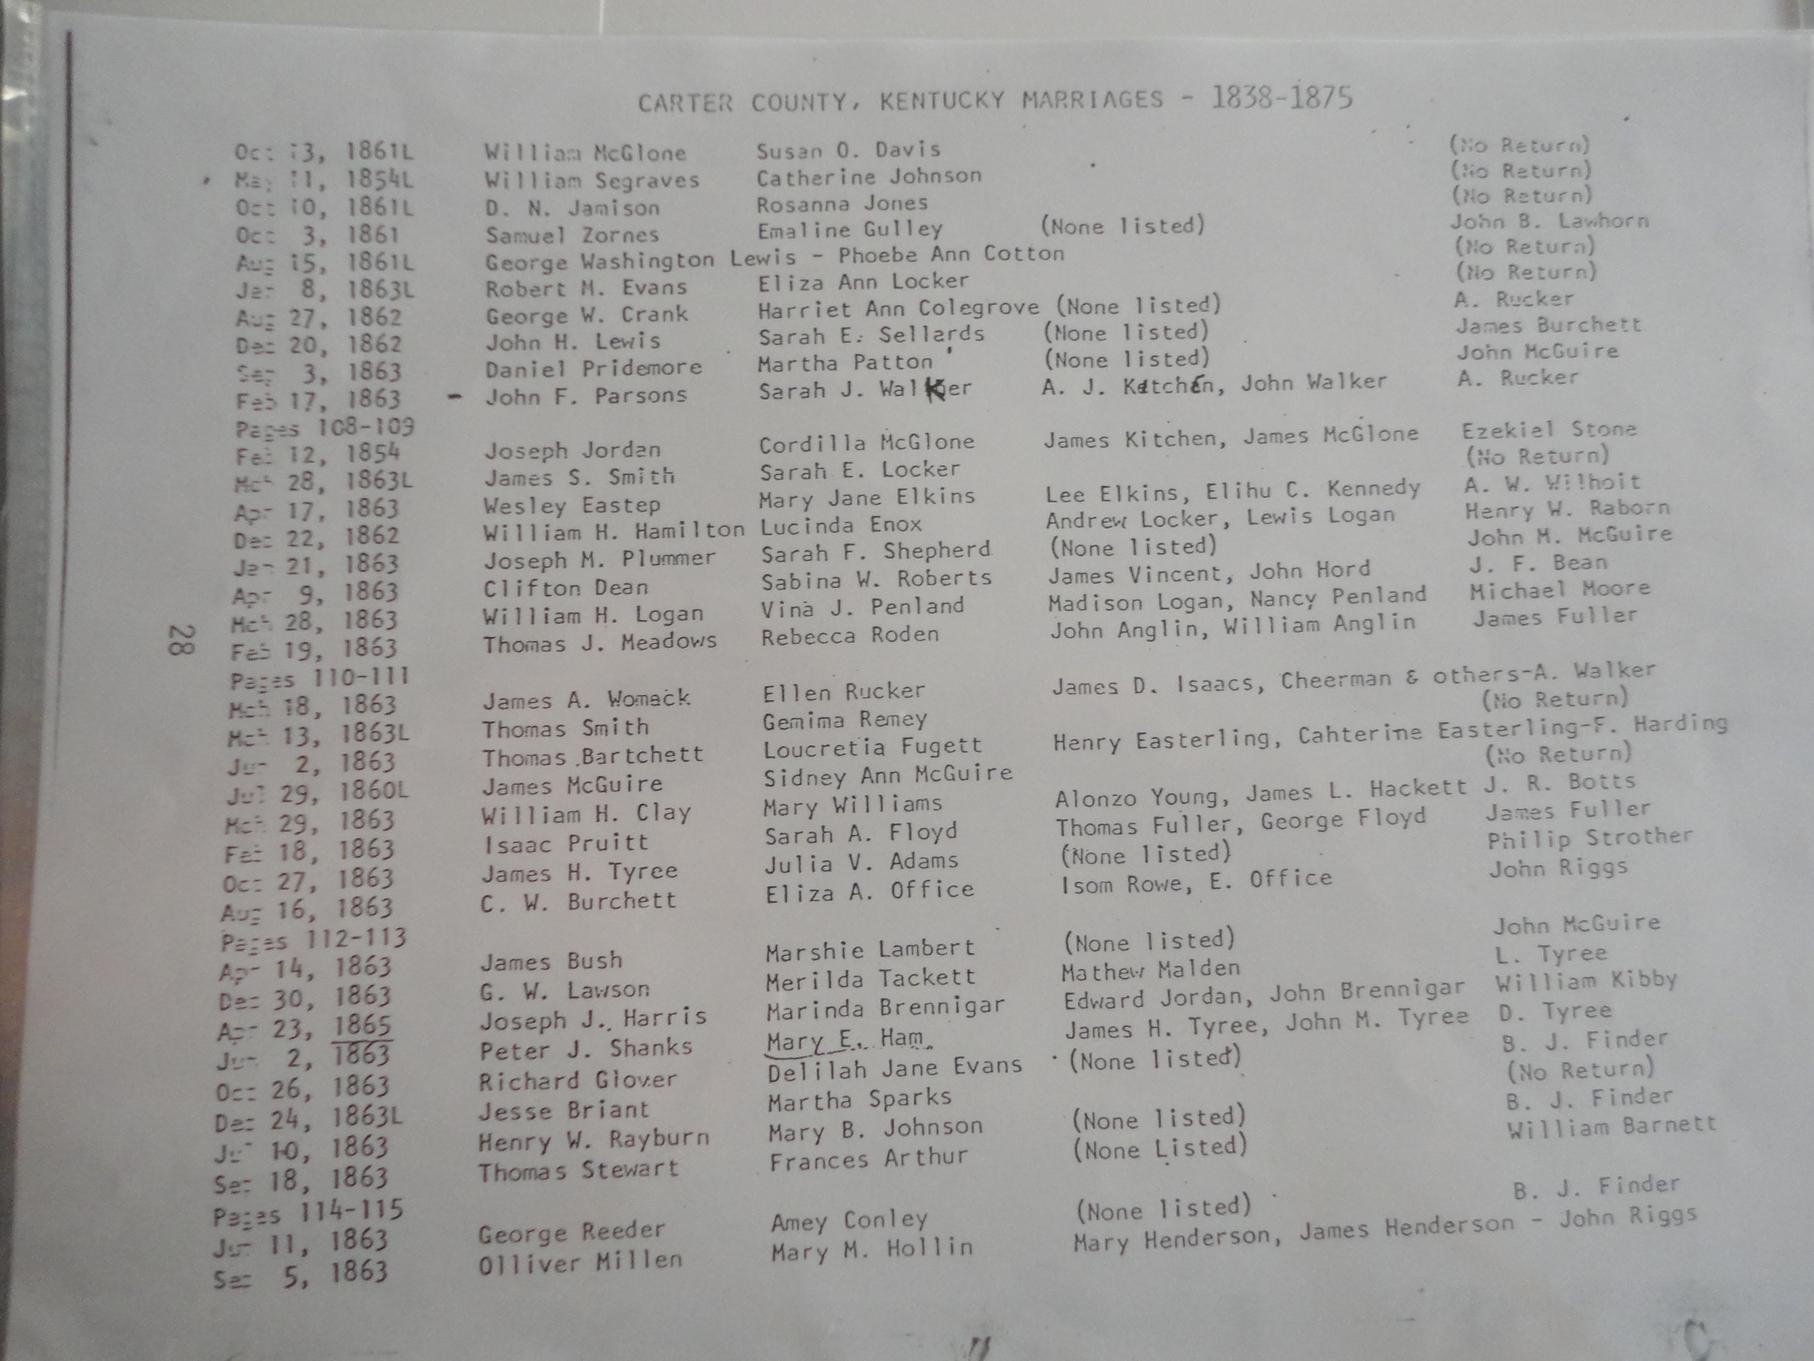 CARTER COUNTY, KENTUCKY MARRIAGES - 1838-1875
Oct 13, 1861L William McGlone Susan O. Davis (No Return)
May 11, 1854L William Segraves Catherine Johnson (No Return)
Oct 10, 1861L D. N. Jamison Rosanna Jones (No Return)
Oct 3, 1861 Samuel Zornes Emaline Gulley (None listed) John B. Lawhorn
Aug 15, 1861L George Washington Lewis - Phoebe Ann Cotton (No Return)
Jan 8, 1863L Robert M. Evans Eliza Ann Locker (No Return)
Aug 27, 1862 George W. Crank Harriet Ann Colegrove (None listed) A. Rucker
Dec 20, 1862 John H. Lewis Sarah E. Sellards (None listed) James Burchett
Sep 3, 1863 Daniel Pridemore Martha Patton (None listed) John McGuire
Feb 17, 1863 - John F. Parsons Sarah J. Walker A. J. Kitchen, John Walker A. Rucker
Pages 108-109
Feb 12, 1854 Joseph Jordan Cordilla McGlone James Kitchen, James McGlone Ezekiel Stone
Mch 28, 1863L James S. Smith Sarah E. Locker (No Return)
Apr 17, 1863 Wesley Eastep Mary Jane Elkins Lee Elkins, Elihu C. Kennedy A. W. Wilhoit
Dec 22, 1862 William H. Hamilton Lucinda Enox Andrew Locker, Lewis Logan Henry W. Raborn
Jan 21, 1863 Joseph M. Plummer Sarah F. Shepherd (None listed) John M. McGuire
Apr 9, 1863 Clifton Dean Sabina W. Roberts James Vincent, John Hord J. F. Bean
Mch 28, 1863 William H. Logan Vina J. Penland Madison Logan, Nancy Penland Michael Moore
Feb 19, 1863 Thomas J. Meadows Rebecca Roden John Anglin, William Anglin James Fuller
28
Pages 110-111
Mch 18, 1863 James A. Womack Ellen Rucker James D. Isaacs, Cheerman & others-A. Walker
Mch 13, 1863L Thomas Smith Gemima Remey (No Return)
Jun 2, 1863 Thomas Bartchett Loucretia Fugett Henry Easterling, Cahterine Easterling-F. Harding
Jul 29, 1860L James McGuire Sidney Ann McGuire (No Return)
Mch 29, 1863 William H. Clay Mary Williams Alonzo Young, James L. Hackett J. R. Botts
Feb 18, 1863 Isaac Pruitt Sarah A. Floyd Thomas Fuller, George Floyd James Fuller
Oct 27, 1863 James H. Tyree Julia V. Adams (None listed) Philip Strother
Aug 16, 1863 C. W. Burchett Eliza A. Office Isom Rowe, E. Office John Riggs
Pages 112-113
Apr 14, 1863 James Bush Marshie Lambert (None listed) John McGuire
Dec 30, 1863 G. W. Lawson Merilda Tackett Mathew Malden L. Tyree
Apr 23, 1865 Joseph J. Harris Marinda Brennigar Edward Jordan, John Brennigar William Kibby
Jun 2, 1863 Peter J. Shanks Mary E. Ham James H. Tyree, John M. Tyree D. Tyree
Oct 26, 1863 Richard Glover Delilah Jane Evans (None listed) B. J. Finder
Dec 24, 1863L Jesse Briant Martha Sparks (No Return)
Jul 10, 1863 Henry W. Rayburn Mary B. Johnson (None listed) B. J. Finder
Sep 18, 1863 Thomas Stewart Frances Arthur (None Listed) William Barnett
Pages 114-115
Jun 11, 1863 George Reeder Amey Conley (None listed) B. J. Finder
Sep 5, 1863 Olliver Millen Mary M. Hollin Mary Henderson, James Henderson - John Riggs